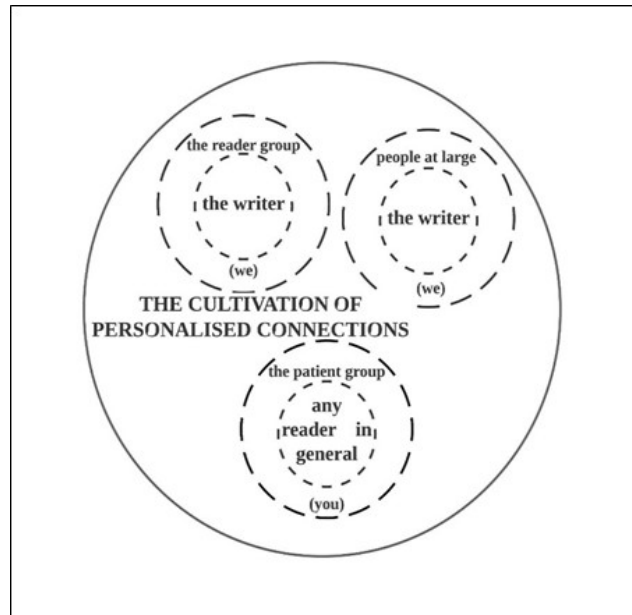 the reader group
the writer
(we)
people at large
the writer
(we)
THE CULTIVATION OF
PERSONALISED CONNECTIONS
the patient group
any
reader in
general
(you)